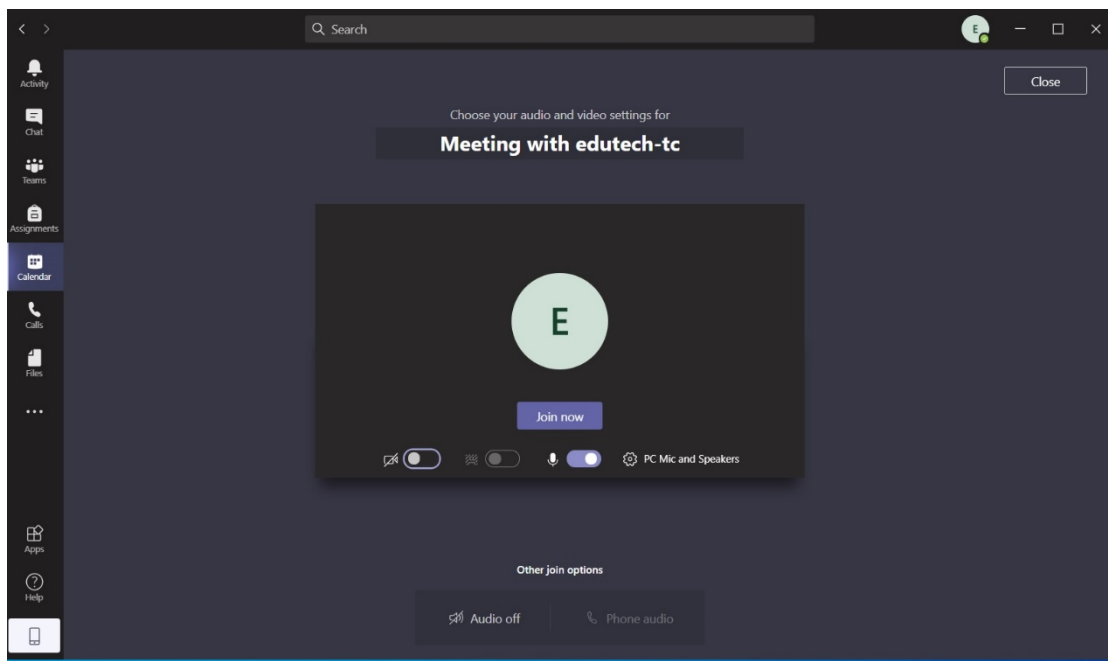 Search
E
Activity
Chat
Teams
Assignments
Calendar
Calls
Files
Apps
Help
Close
Choose your audio and video settings for
Meeting with edutech-tc
E
Join now
PC Mic and Speakers
Other join options
Audio off
Phone audio